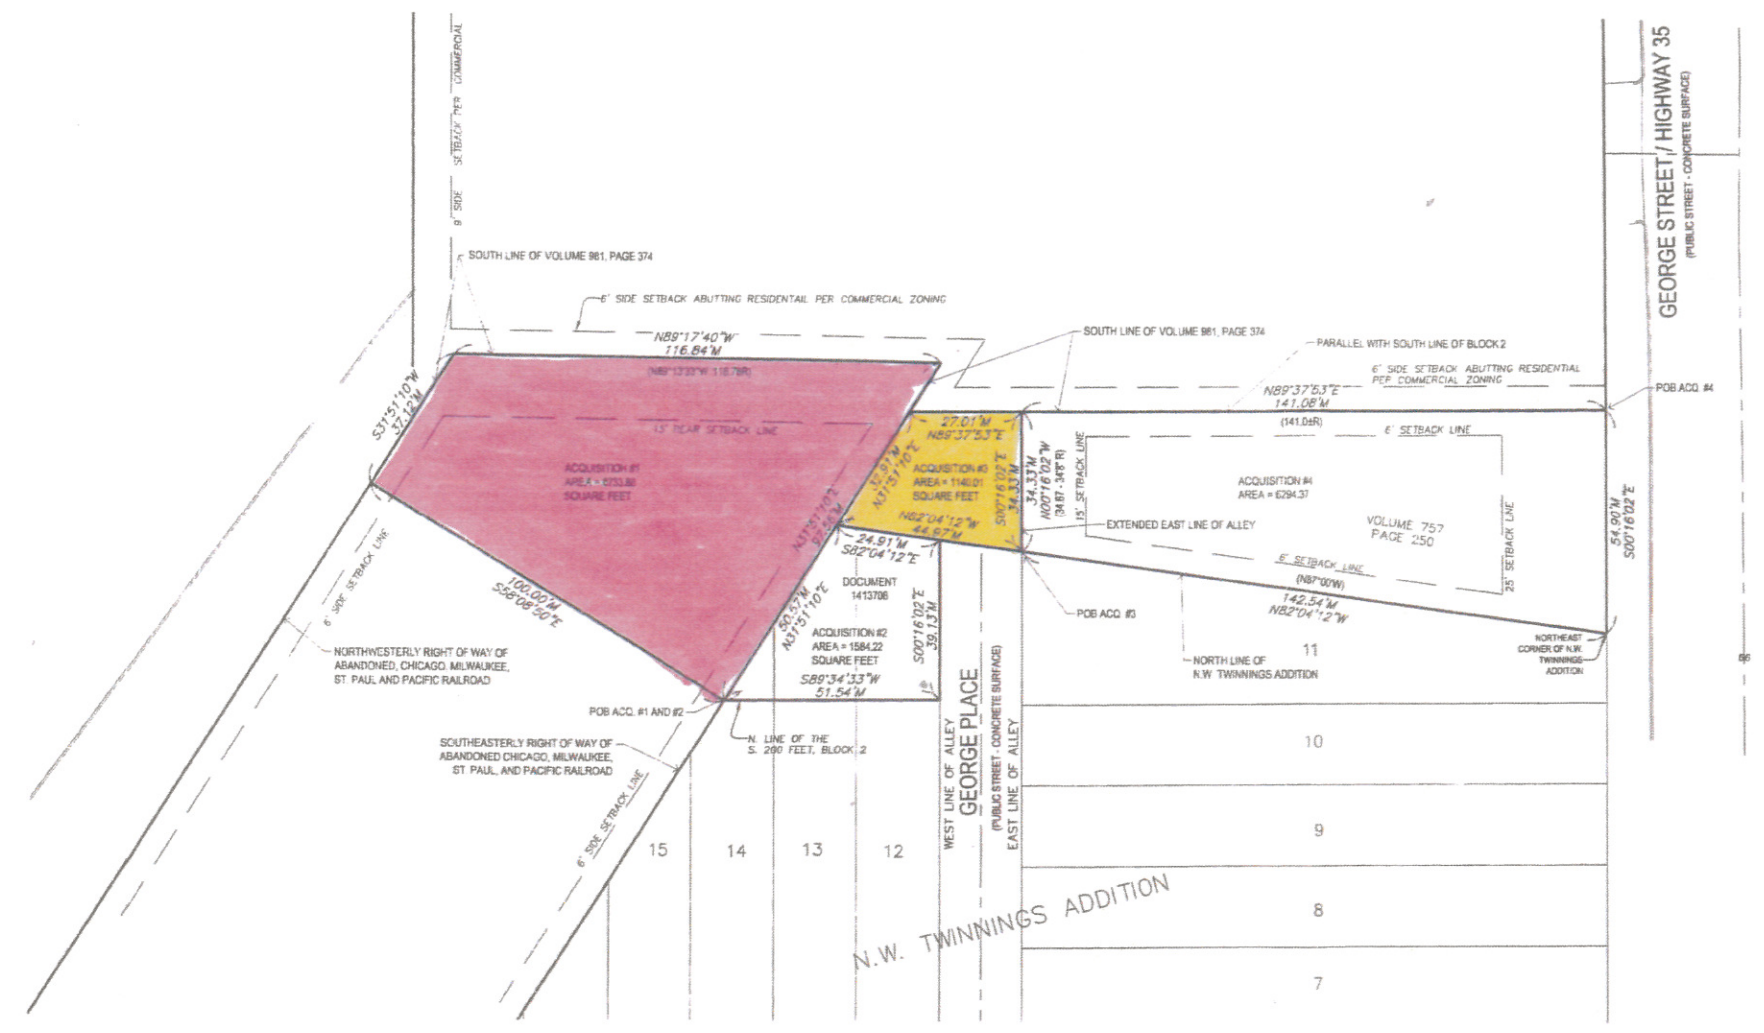 9' SIDE SETBACK PER COMMERCIAL
GEORGE STREET / HIGHWAY 35
(PUBLIC STREET - CONCRETE SURFACE)
SOUTH LINE OF VOLUME 981, PAGE 374
6' SIDE SETBACK ABUTTING RESIDENTAIL PER COMMERCIAL ZONING
N89°17'40"W
116.84'M
SOUTH LINE OF VOLUME 981, PAGE 374
PARALLEL WITH SOUTH LINE OF BLOCK 2
6' SIDE SETBACK ABUTTING RESIDENTIAL
PER COMMERCIAL ZONING
N89°37'53"E
141.08'M
(141.0±R)
POB ACQ. #4
S31°51'10"W
37.12'M
15' REAR SETBACK LINE
27.01'M
N89°37'53"E
6' SETBACK LINE
ACQUISITION #1
SQUARE FEET
32.91'M
N31°51'10"E
ACQUISITION #3
AREA = 1140.01
SQUARE FEET
S00°16'02"E
34.33'M
34.33'M
N00°16'02"W
15' SETBACK LINE
ACQUISITION #4
AREA = 6294.37
VOLUME 757
PAGE 250
25' SETBACK LINE
54.90'M
S00°16'02"E
N82°04'12"W
44.97'M
EXTENDED EAST LINE OF ALLEY
N31°51'10"E
24.91'M
S82°04'12"E
6' SETBACK LINE
(N87°00'W)
142.54'M
N82°04'12"W
6' SIDE SETBACK LINE
100.00'M
S58°08'50"E
DOCUMENT
1413706
50.57'M
N31°51'10"E
S00°16'02"E
39.13'M
POB ACQ. #3
ACQUISITION #2
AREA = 1584.22
SQUARE FEET
S89°34'33"W
51.54'M
NORTHWESTERLY RIGHT OF WAY OF
ABANDONED, CHICAGO, MILWAUKEE,
ST. PAUL AND PACIFIC RAILROAD
NORTH LINE OF
N.W. TWINNINGS ADDITION
11
NORTHEAST
CORNER OF N.W.
TWINNINGS
ADDITION
66
POB ACQ. #1 AND #2
N. LINE OF THE
S. 200 FEET, BLOCK 2
SOUTHEASTERLY RIGHT OF WAY OF
ABANDONED CHICAGO, MILWAUKEE,
ST. PAUL, AND PACIFIC RAILROAD
6' SIDE SETBACK LINE
WEST LINE OF ALLEY
GEORGE PLACE
(PUBLIC STREET - CONCRETE SURFACE)
EAST LINE OF ALLEY
10
15
14
13
12
9
8
7
N.W. TWINNINGS ADDITION